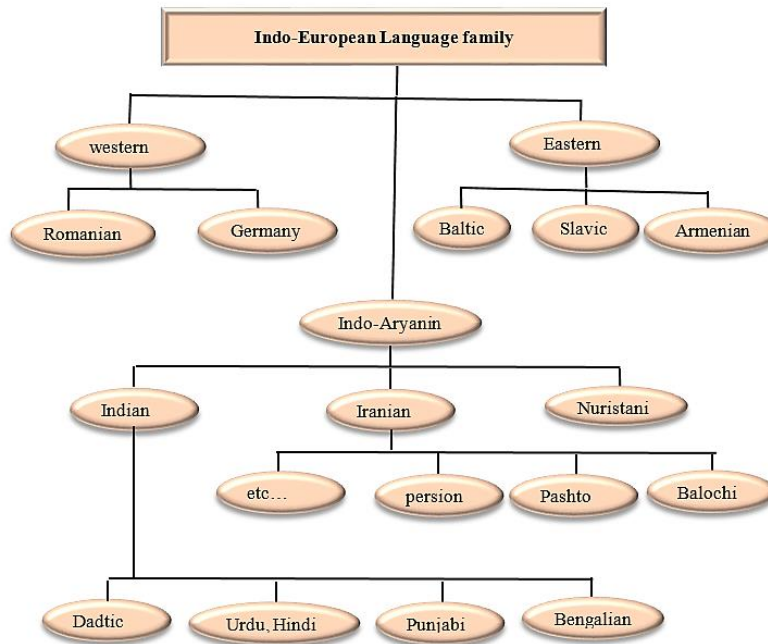 Indo-European Language family
western
Eastern
Romanian
Germany
Baltic
Slavic
Armenian
Indo-Aryanin
Indian
Iranian
Nuristani
etc…
persion
Pashto
Balochi
Dadtic
Urdu, Hindi
Punjabi
Bengalian